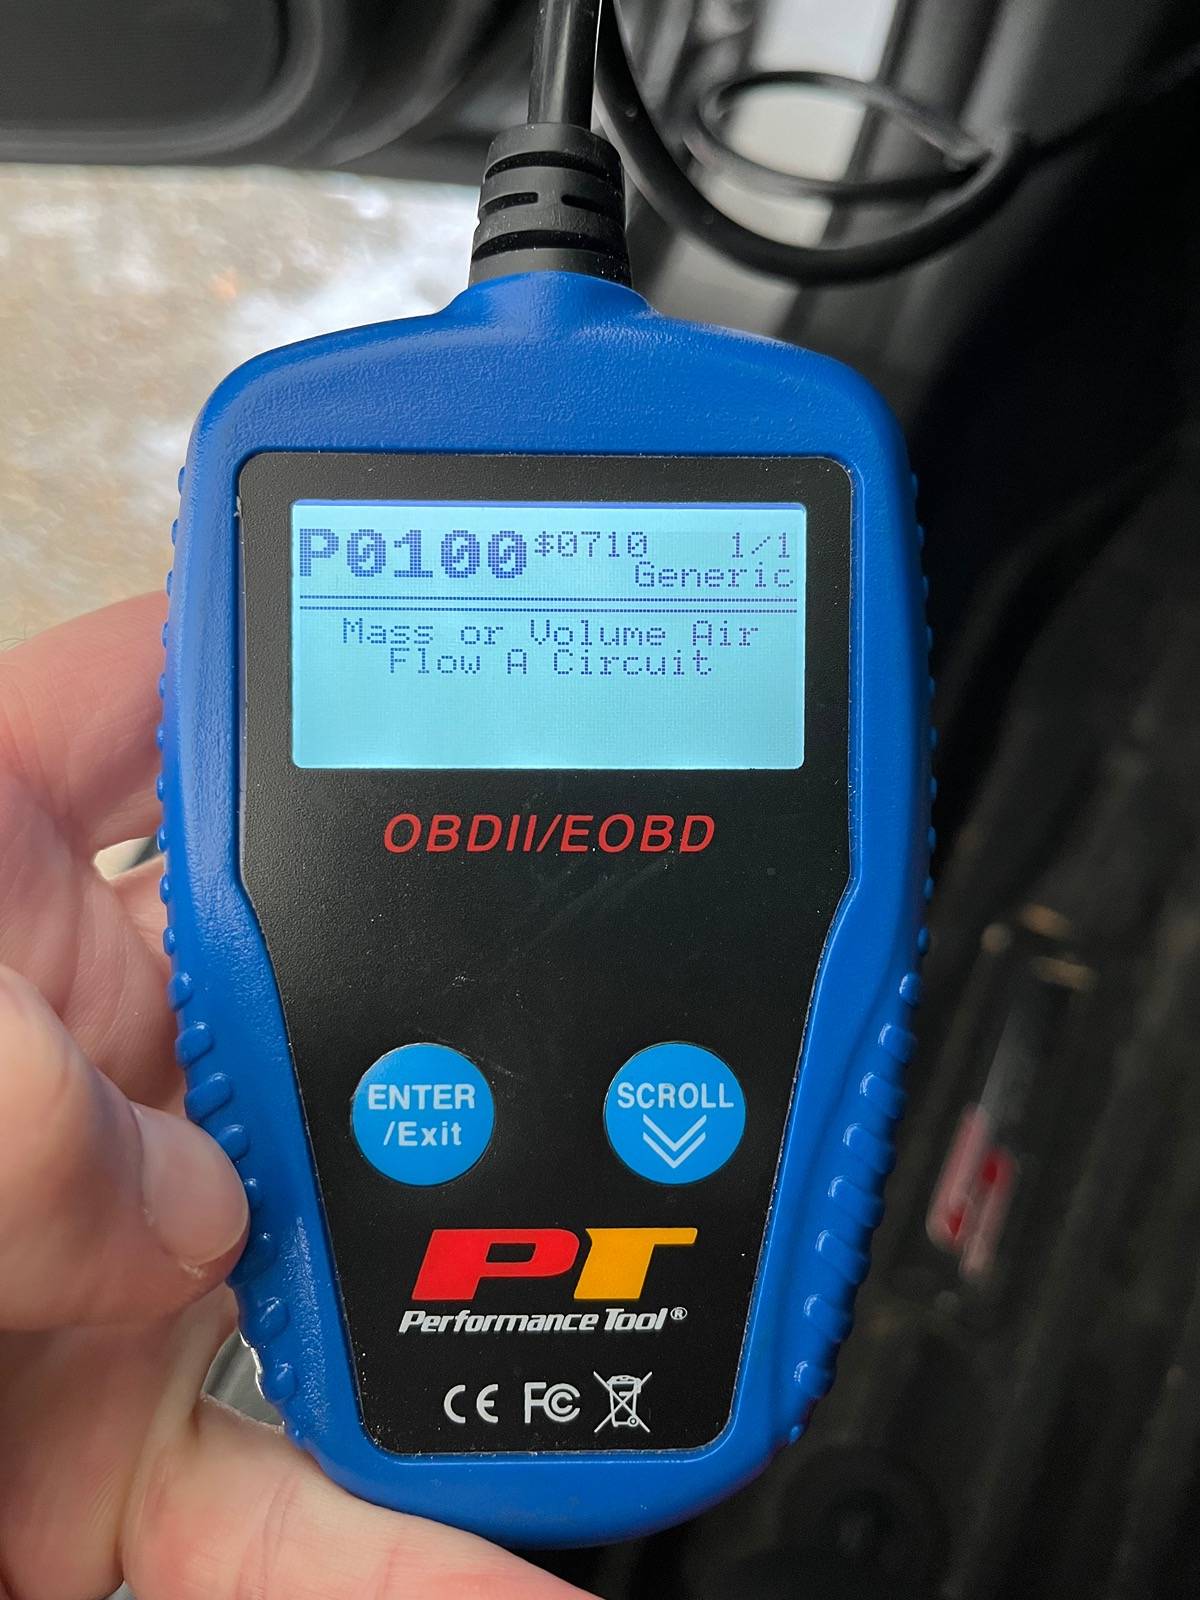 P0100 $0710 1/1
Generic
Mass or Volume Air
Flow A Circuit
OBDII/EOBD
ENTER
/Exit
SCROLL
PT
Performance Tool®
CE FC